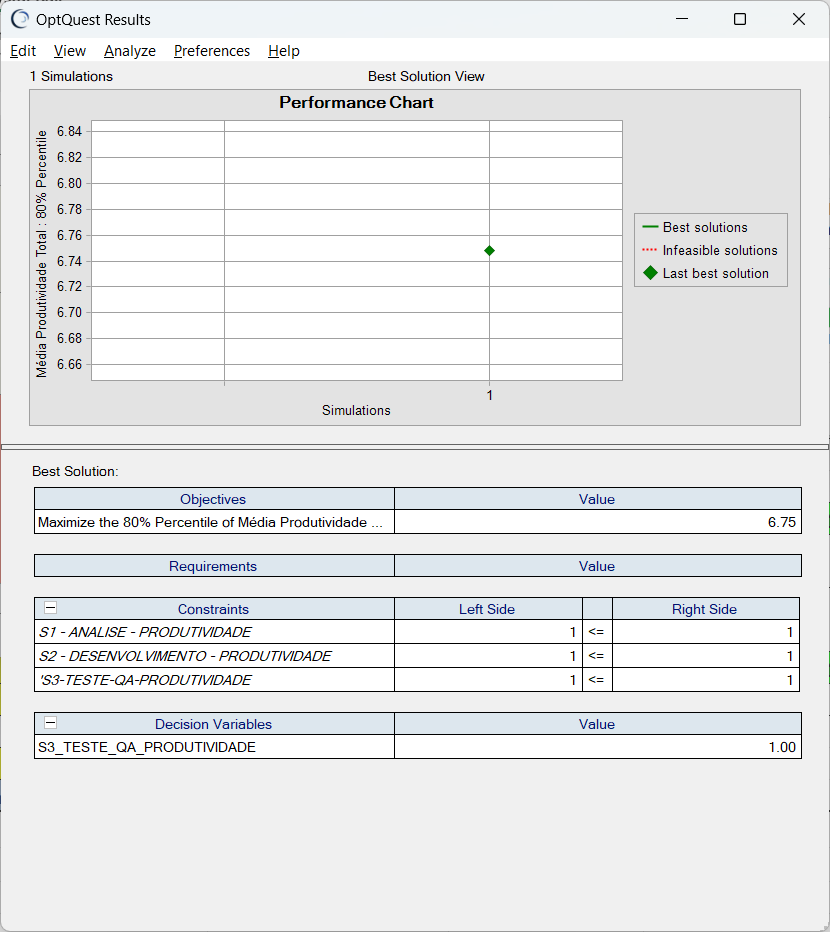 OptQuest Results
Edit View Analyze Preferences Help
1 Simulations Best Solution View
Performance Chart
Média Produtividade Total : 80% Percentile
6.84
6.82
6.80
6.78
6.76
6.74
6.72
6.70
6.68
6.66
1
Simulations
Best solutions
Infeasible solutions
Last best solution
Best Solution:
Objectives Value
Maximize the 80% Percentile of Média Produtividade ... 6.75
Requirements Value
Constraints Left Side Right Side
S1 - ANALISE - PRODUTIVIDADE 1 <= 1
S2 - DESENVOLVIMENTO - PRODUTIVIDADE 1 <= 1
'S3-TESTE-QA-PRODUTIVIDADE 1 <= 1
Decision Variables Value
S3_TESTE_QA_PRODUTIVIDADE 1.00